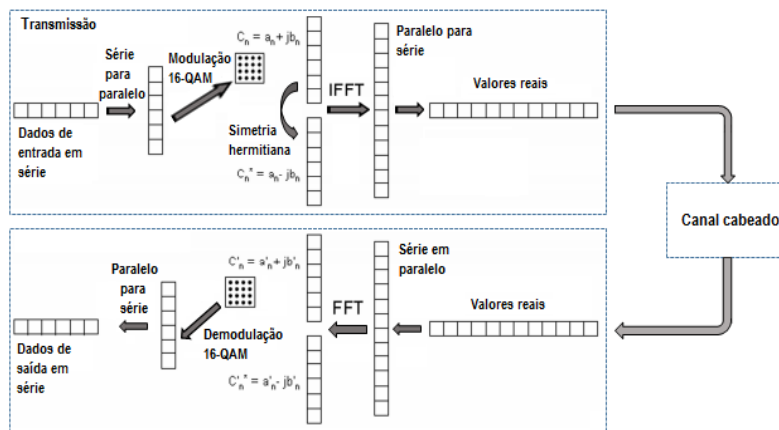 Transmissão
Série
para
paralelo
Modulação
16-QAM
Cₙ = aₙ + jbₙ
Paralelo para
série
IFFT
Valores reais
Dados de
entrada em
série
Simetria
hermitiana
Cₙ* = aₙ- jbₙ
Canal cabeado
Paralelo
para
série
C'ₙ = a'ₙ + jb'ₙ
Série em
paralelo
FFT
Valores reais
Demodulação
16-QAM
Dados de
saída em
série
C'ₙ* = a'ₙ- jb'ₙ